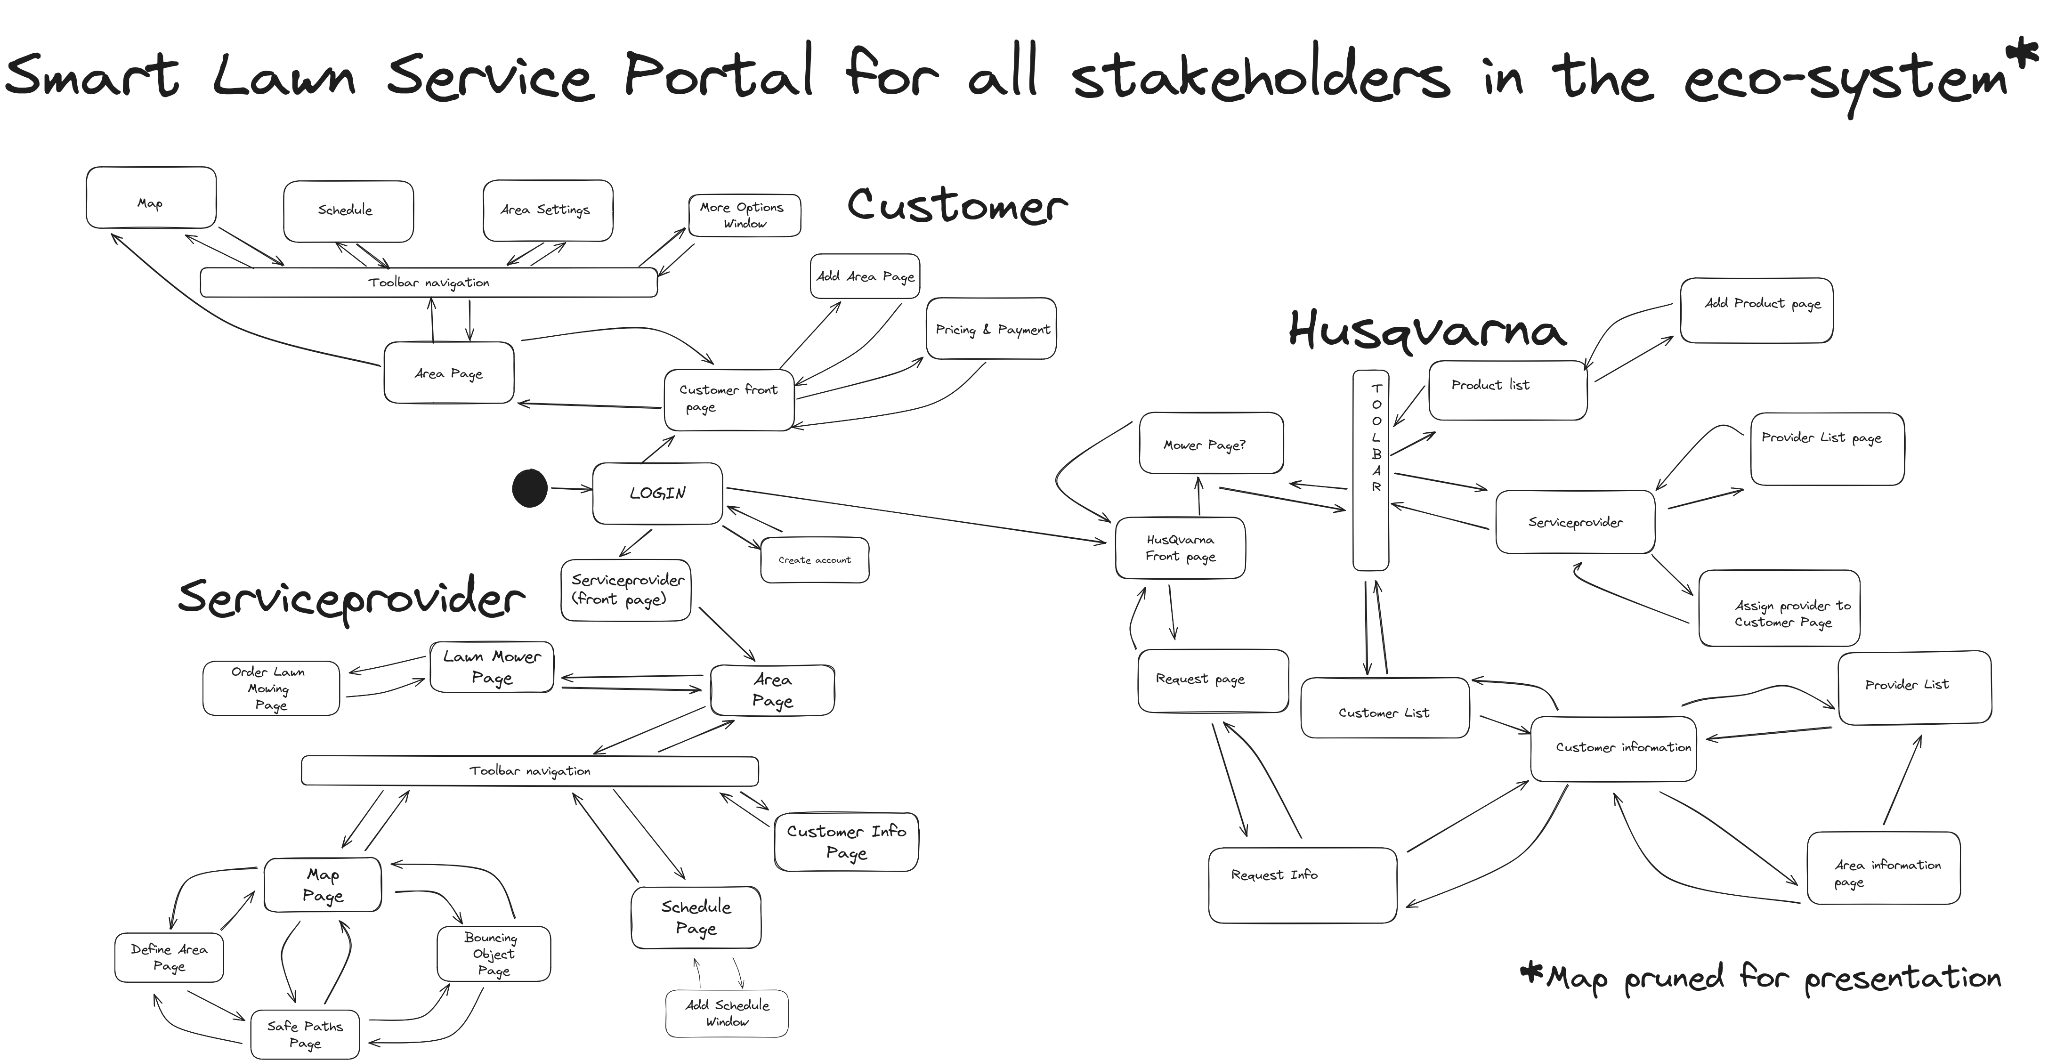 Smart Lawn Service Portal for all stakeholders in the eco-system*
Customer
Map
Schedule
Area Settings
More Options
Window
Toolbar navigation
Add Area Page
Pricing & Payment
Area Page
Customer front
page
LOGIN
Create account
Serviceprovider
(front page)
Serviceprovider
Order Lawn
Mowing
Page
Lawn Mower
Page
Area
Page
Toolbar navigation
Customer Info
Page
Map
Page
Schedule
Page
Define Area
Page
Bouncing
Object
Page
Safe Paths
Page
Add Schedule
Window
Husqvarna
Add Product page
Product list
TOOLBAR
Mower Page?
Provider List page
Serviceprovider
HusQvarna
Front page
Assign provider to
Customer Page
Request page
Customer List
Provider List
Customer information
Request Info
Area information
page
*Map pruned for presentation